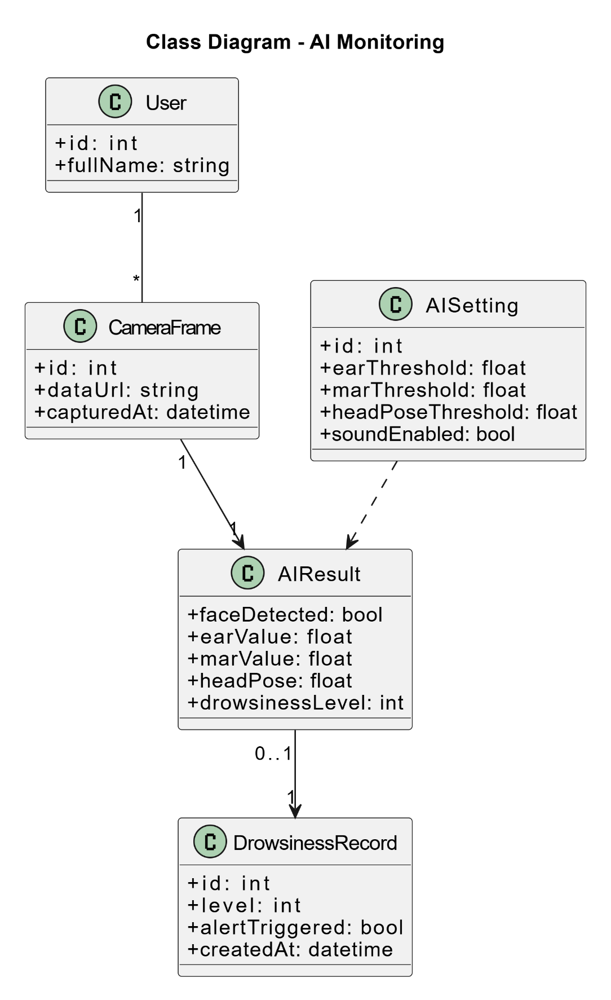 Class Diagram - AI Monitoring
C User
+id: int
+fullName: string
1
*
C CameraFrame
+id: int
+dataUrl: string
+capturedAt: datetime
C AISetting
+id: int
+earThreshold: float
+marThreshold: float
+headPoseThreshold: float
+soundEnabled: bool
1
1
C AIResult
+faceDetected: bool
+earValue: float
+marValue: float
+headPose: float
+drowsinessLevel: int
0..1
1
C DrowsinessRecord
+id: int
+level: int
+alertTriggered: bool
+createdAt: datetime